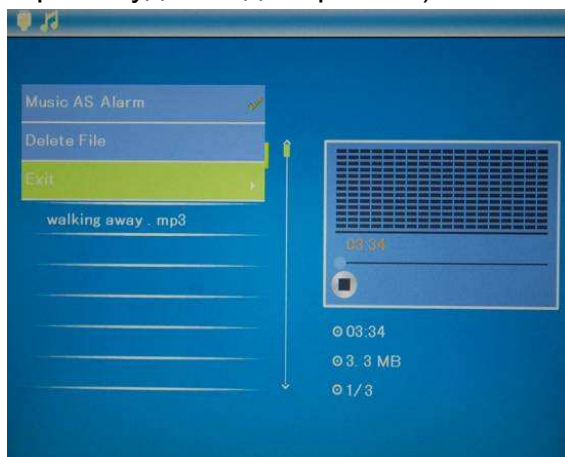 Music AS Alarm
Delete File
Exit
walking away . mp3
03:34
03:34
3. 3 MB
1/3